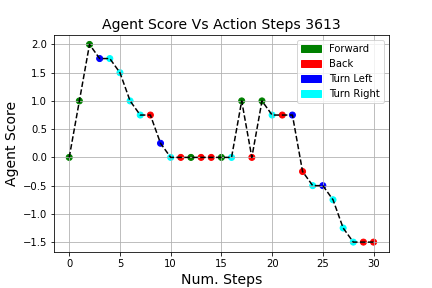 Agent Score Vs Action Steps 3613
Agent Score
2.0
1.5
1.0
0.5
0.0
−0.5
−1.0
−1.5
Forward
Back
Turn Left
Turn Right
0 5 10 15 20 25 30
Num. Steps